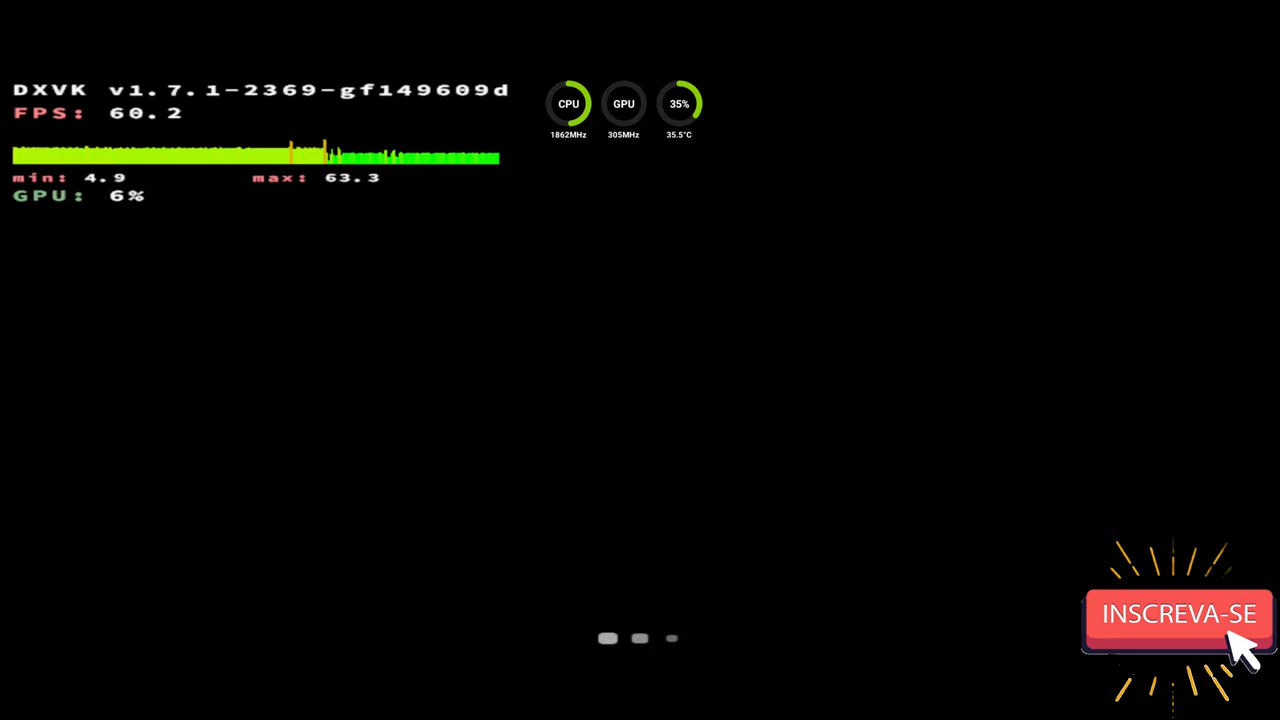 DXVK v1.7.1-2369-gf149609d
FPS: 60.2
min: 4.9 max: 63.3
GPU: 6%
CPU GPU 35%
1862MHz 305MHz 35.5°C
INSCREVA-SE